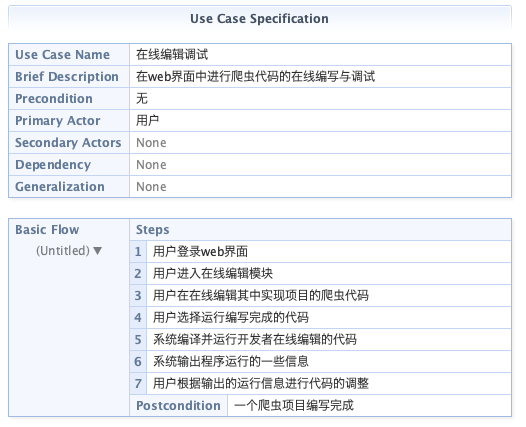 Use Case Specification
Use Case Name 在线编辑调试
Brief Description 在web界面中进行爬虫代码的在线编写与调试
Precondition 无
Primary Actor 用户
Secondary Actors None
Dependency None
Generalization None
Basic Flow Steps
(Untitled) ▼ 1 用户登录web界面
2 用户进入在线编辑模块
3 用户在在线编辑其中实现项目的爬虫代码
4 用户选择运行编写完成的代码
5 系统编译并运行开发者在线编辑的代码
6 系统输出程序运行的一些信息
7 用户根据输出的运行信息进行代码的调整
Postcondition 一个爬虫项目编写完成